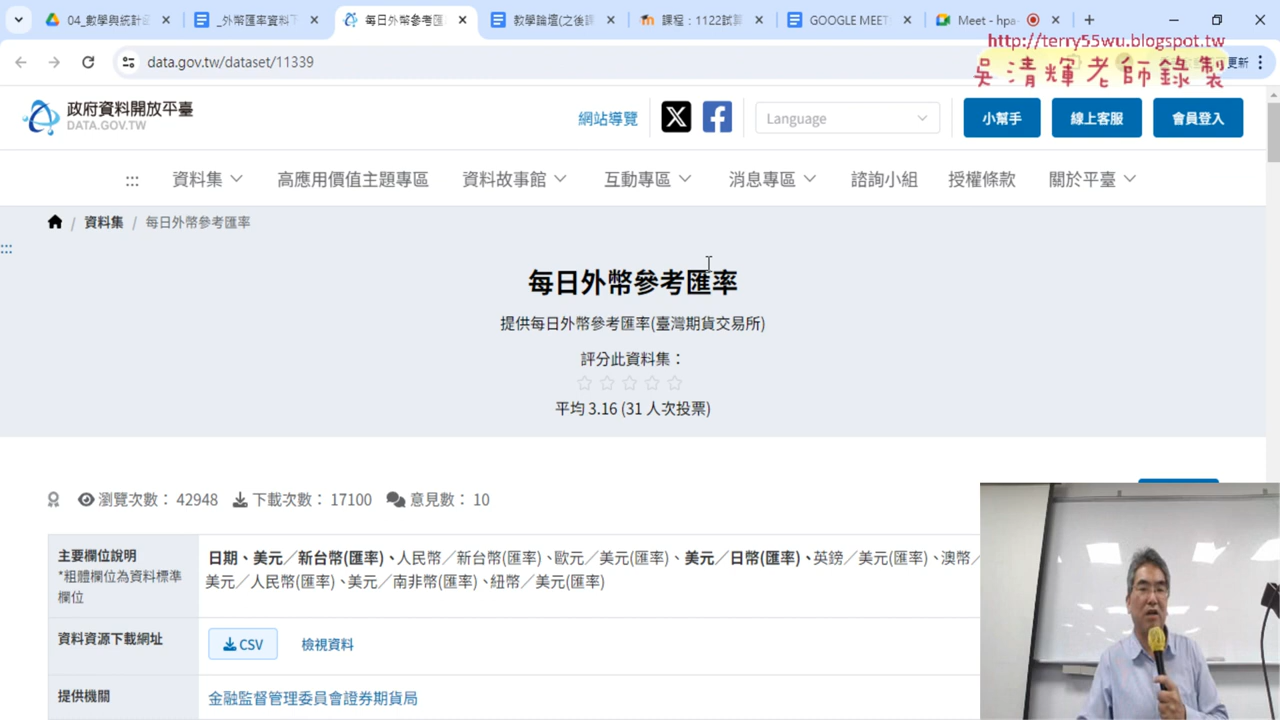 04_數學與統計函
_外幣匯率資料下
每日外幣參考匯
教學論壇(之後請
課程：1122試算
GOOGLE MEET
Meet - hpa-
http://terry55wu.blogspot.tw
吳清輝老師錄製
data.gov.tw/dataset/11339
更新
政府資料開放平臺
DATA.GOV.TW
網站導覽
Language
小幫手
線上客服
會員登入
資料集
高應用價值主題專區
資料故事館
互動專區
消息專區
諮詢小組
授權條款
關於平臺
/ 資料集 / 每日外幣參考匯率
每日外幣參考匯率
提供每日外幣參考匯率(臺灣期貨交易所)
評分此資料集：
平均 3.16 (31 人次投票)
瀏覽次數： 42948
下載次數： 17100
意見數： 10
主要欄位說明
*粗體欄位為資料標準
欄位
日期、美元／新台幣(匯率)、人民幣／新台幣(匯率)、歐元／美元(匯率)、美元／日幣(匯率)、英鎊／美元(匯率)、澳幣／
美元／人民幣(匯率)、美元／南非幣(匯率)、紐幣／美元(匯率)
資料資源下載網址
CSV
檢視資料
提供機關
金融監督管理委員會證券期貨局